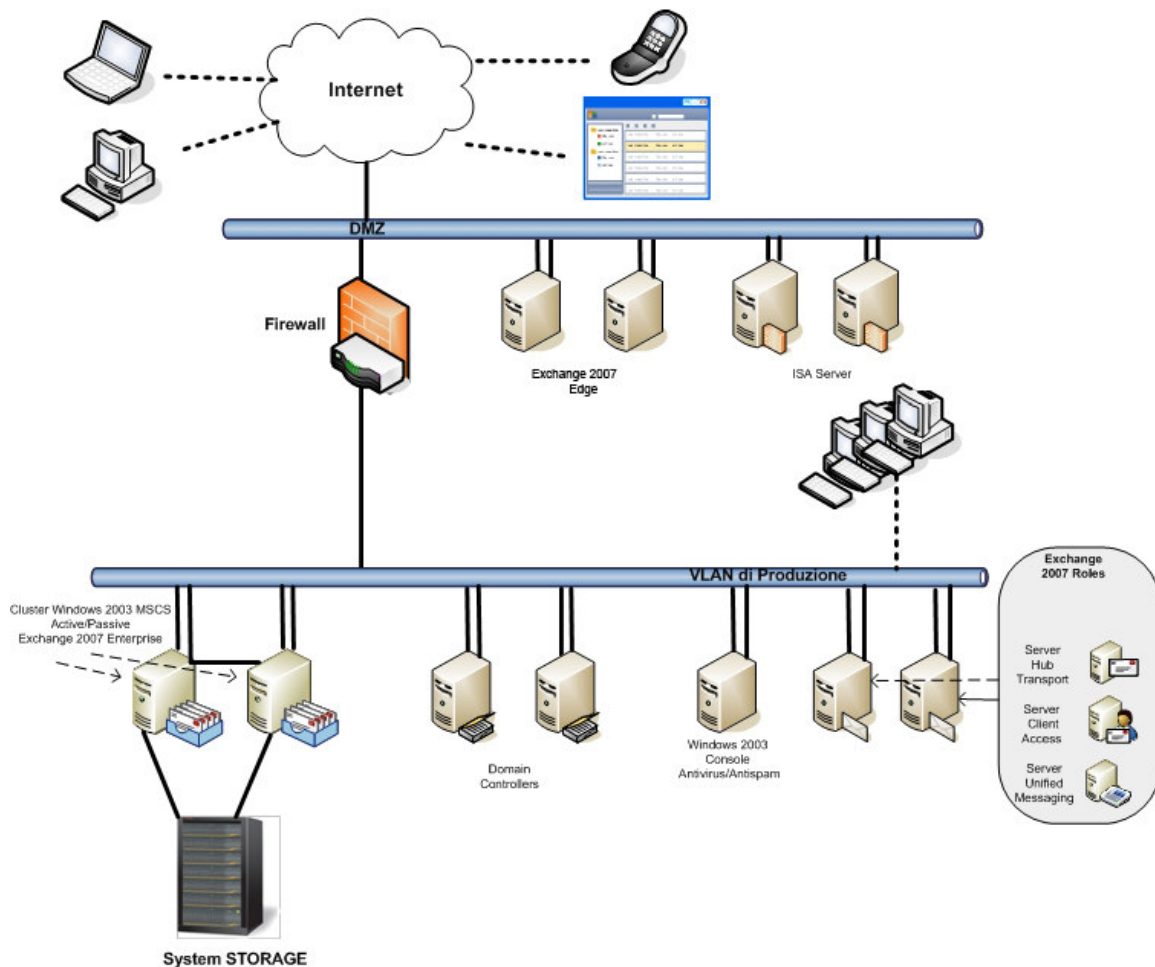 Internet
DMZ
Firewall
Exchange 2007
Edge
ISA Server
VLAN di Produzione
Exchange
2007 Roles
Cluster Windows 2003 MSCS
Active/Passive
Exchange 2007 Enterprise
Server
Hub
Transport
Server
Client
Access
Server
Unified
Messaging
Domain
Controllers
Windows 2003
Console
Antivirus/Antispam
System STORAGE